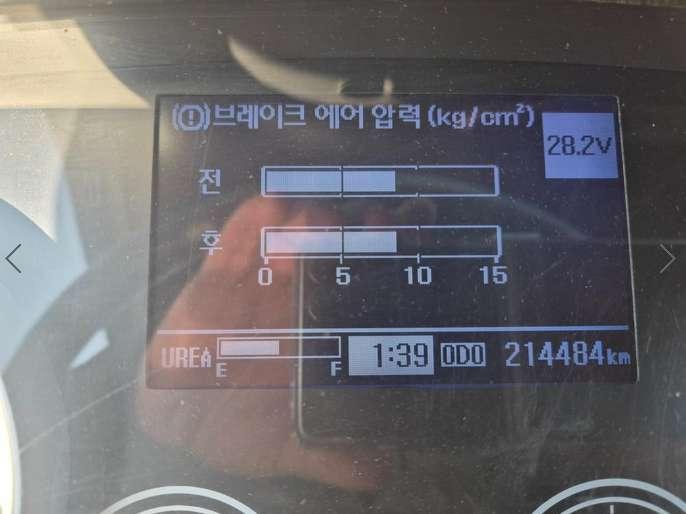 (!)브레이크 에어 압력(kg/cm²)
28.2V
전
후
0 5 10 15
UREA E F 1:39 ODO 214484km